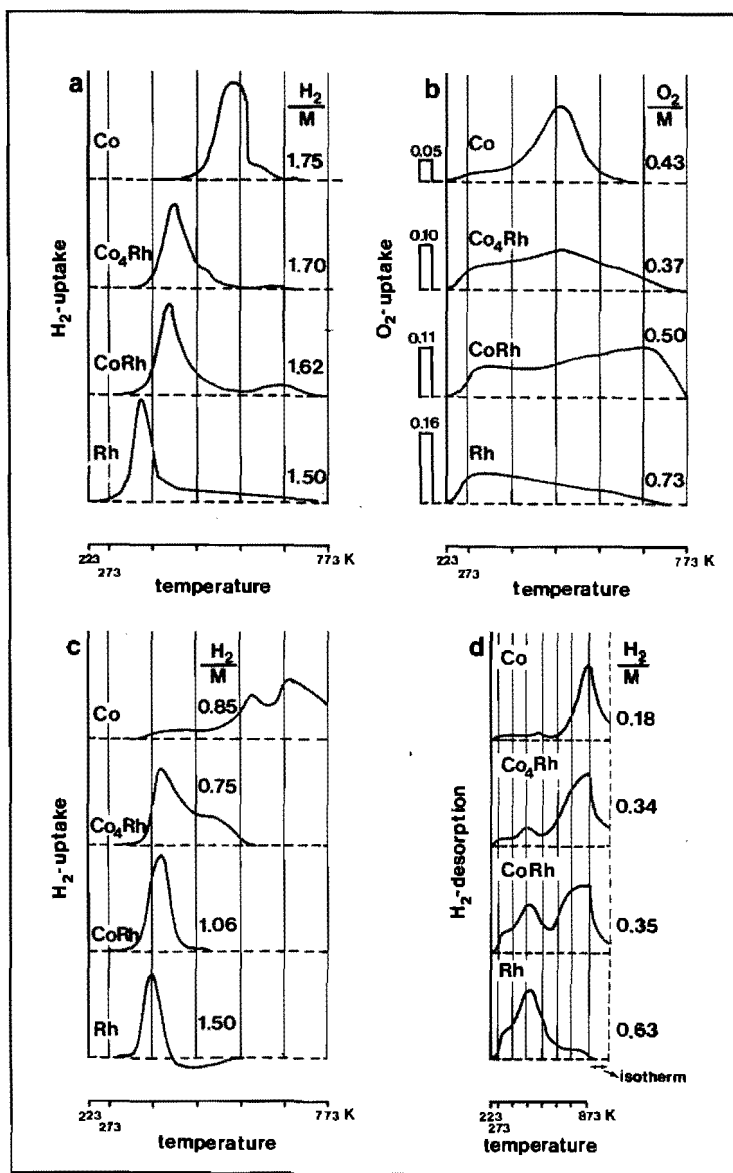 a
H₂
M
Co
1.75
Co₄Rh
1.70
CoRh
1.62
Rh
1.50
H₂-uptake
223
273
773 K
temperature
b
O₂
M
0.05
Co
0.43
0.10
Co₄Rh
0.37
0.11
CoRh
0.50
0.16
Rh
0.73
O₂-uptake
223
273
773 K
temperature
c
H₂
M
Co
0.85
Co₄Rh
0.75
CoRh
1.06
Rh
1.50
H₂-uptake
223
273
773 K
temperature
d
H₂
M
Co
0.18
Co₄Rh
0.34
CoRh
0.35
Rh
0.63
H₂-desorption
isotherm
223
273
873 K
temperature